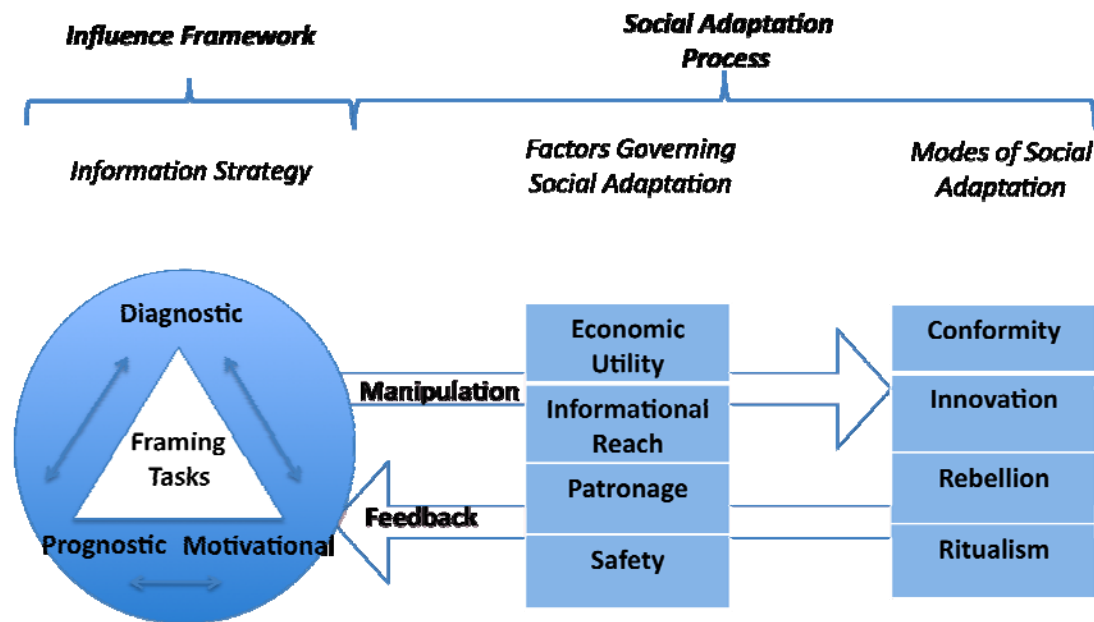 Influence Framework
Social Adaptation
Process
Information Strategy
Factors Governing
Social Adaptation
Modes of Social
Adaptation
Diagnostic
Framing
Tasks
Prognostic
Motivational
Manipulation
Feedback
Economic
Utility
Informational
Reach
Patronage
Safety
Conformity
Innovation
Rebellion
Ritualism